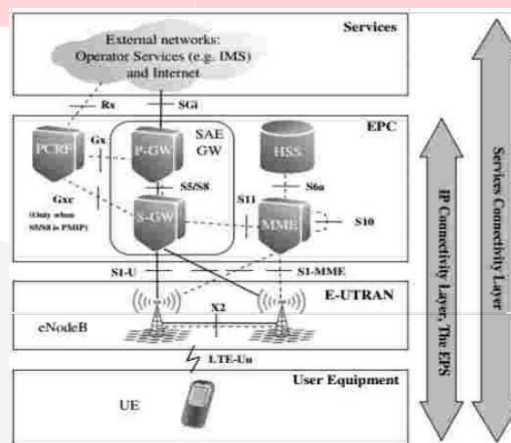 Services
External networks:
Operator Services (e.g. IMS)
and Internet
Rx
SGi
EPC
SAE
GW
PCRF
Gx
P-GW
HSS
S5/S8
S6a
Gxc
(Only when
S5/S8 is PMIP)
S-GW
S11
MME
S10
S1-U
S1-MME
E-UTRAN
X2
eNodeB
LTE-Uu
User Equipment
UE
IP Connectivity Layer, The EPS
Services Connectivity Layer